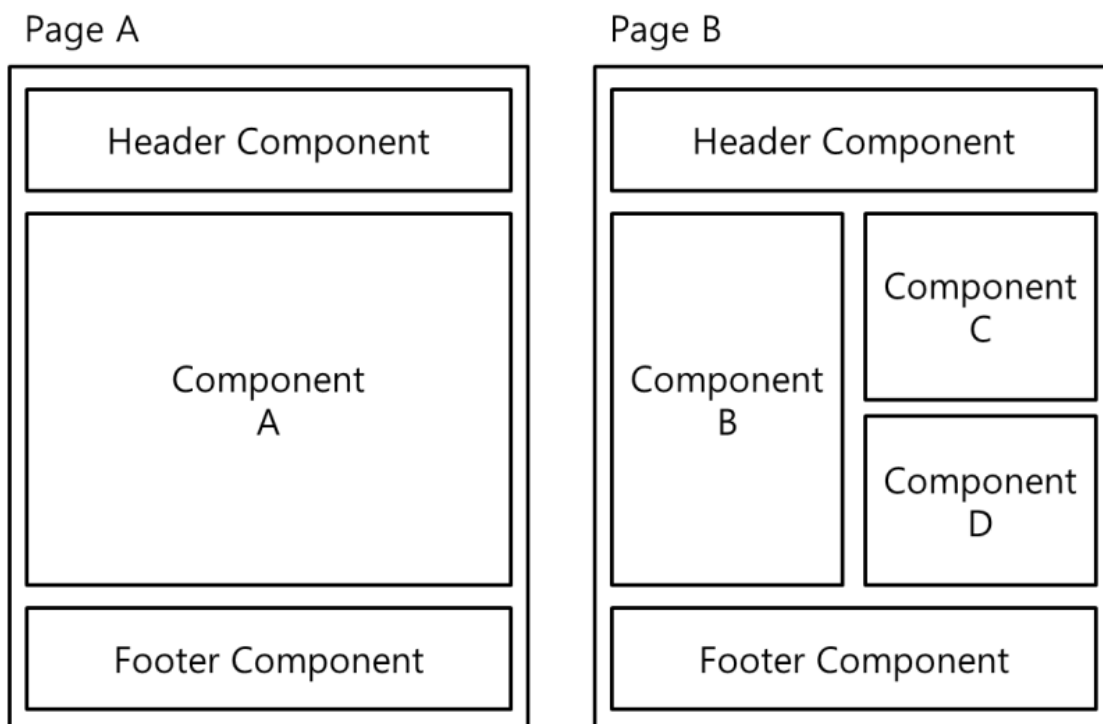 Page A
Header Component
Component
A
Footer Component
Page B
Header Component
Component
B
Component
C
Component
D
Footer Component